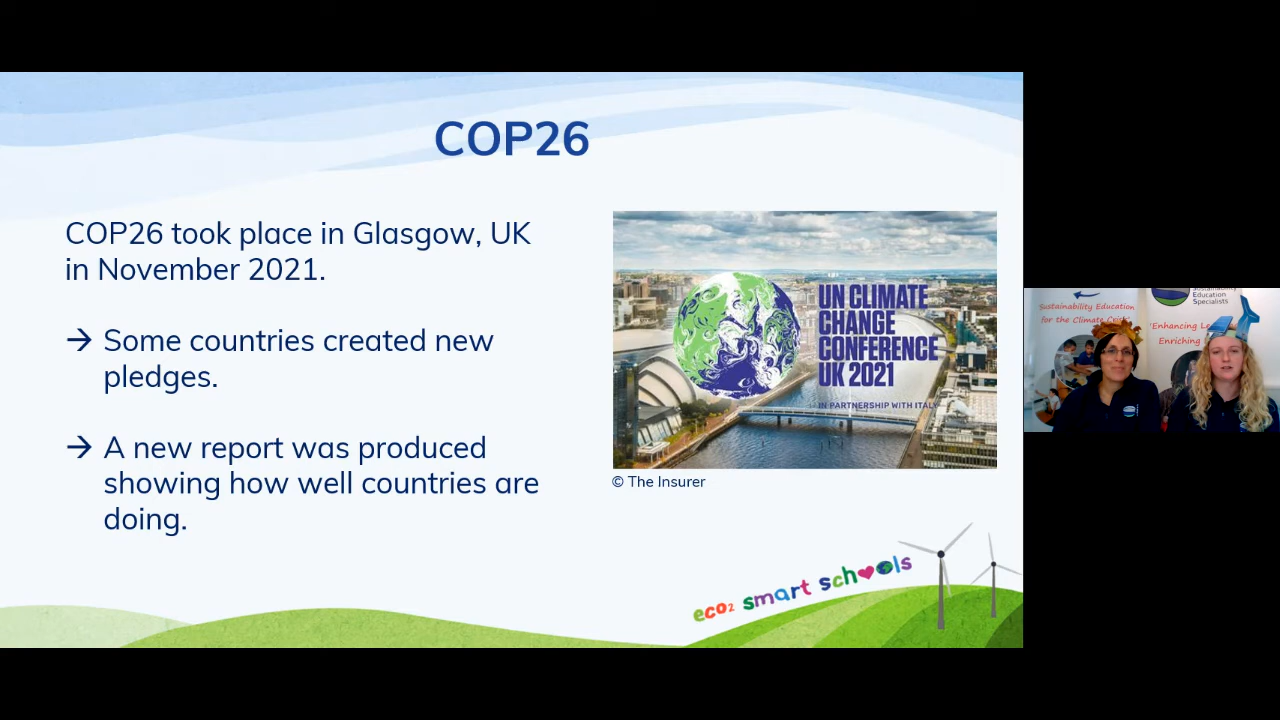 COP26
COP26 took place in Glasgow, UK
in November 2021.
→ Some countries created new
pledges.
→ A new report was produced
showing how well countries are
doing.
UN CLIMATE
CHANGE
CONFERENCE
UK 2021
IN PARTNERSHIP WITH ITALY
© The Insurer
eco2 smart schools
Sustainability Education
for the Climate Crisis
Sustainability
Education
Specialists
'Enhancing
Enriching